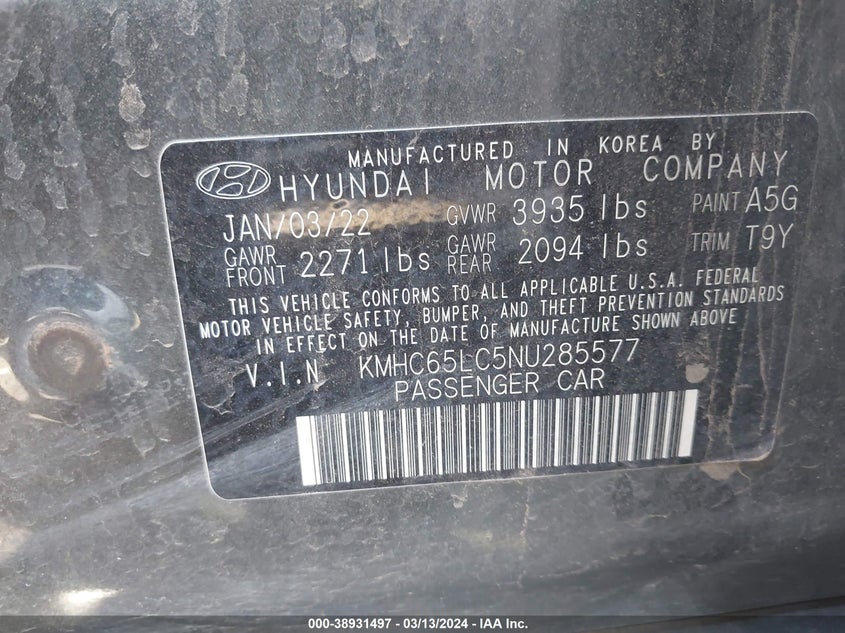 MANUFACTURED IN KOREA BY
HYUNDAI MOTOR COMPANY
JAN/03/22 GVWR 3935 lbs PAINT A5G
GAWR FRONT 2271 lbs GAWR REAR 2094 lbs TRIM T9Y
THIS VEHICLE CONFORMS TO ALL APPLICABLE U.S.A. FEDERAL
MOTOR VEHICLE SAFETY, BUMPER, AND THEFT PREVENTION STANDARDS
IN EFFECT ON THE DATE OF MANUFACTURE SHOWN ABOVE
V.I.N KMHC65LC5NU285577
PASSENGER CAR
000-38931497 - 03/13/2024 - IAA Inc.